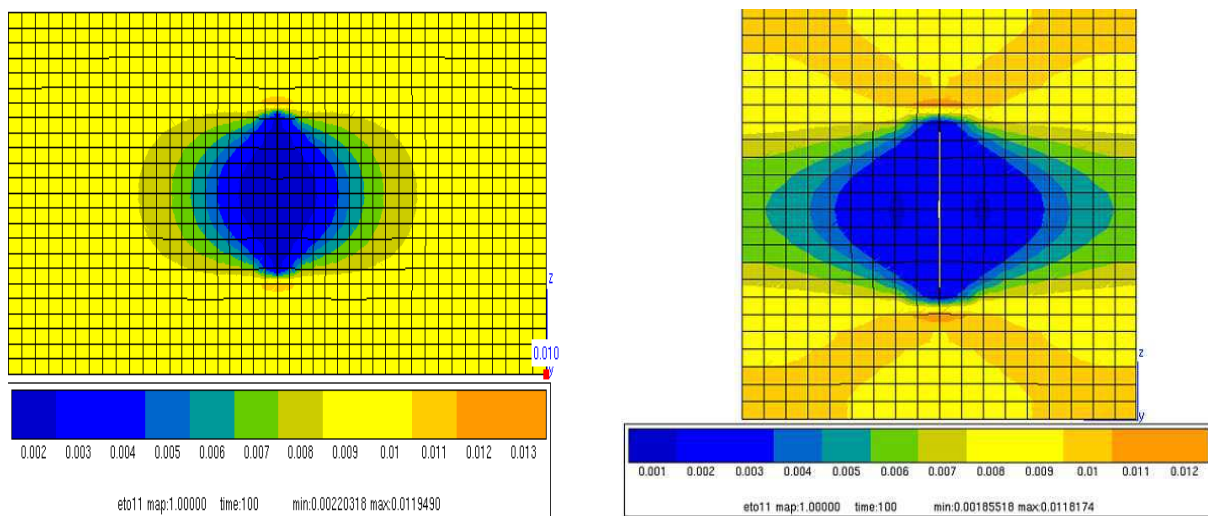 z
0.010
y
0.002 0.003 0.004 0.005 0.006 0.007 0.008 0.009 0.01 0.011 0.012 0.013
eto11 map:1.00000 time:100 min:0.00220318 max:0.0119490
z
y
0.001 0.002 0.003 0.004 0.005 0.006 0.007 0.008 0.009 0.01 0.011 0.012
eto11 map:1.00000 time:100 min:0.00185518 max:0.0118174